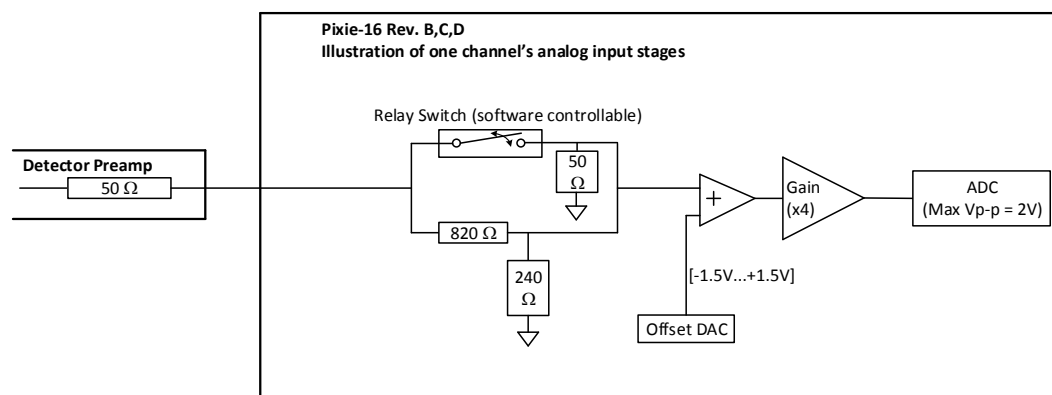 Pixie-16 Rev. B,C,D
Illustration of one channel's analog input stages
Relay Switch (software controllable)
Detector Preamp
50 Ω
50
Ω
820 Ω
240
Ω
+
Gain
(x4)
ADC
(Max Vp-p = 2V)
[-1.5V...+1.5V]
Offset DAC